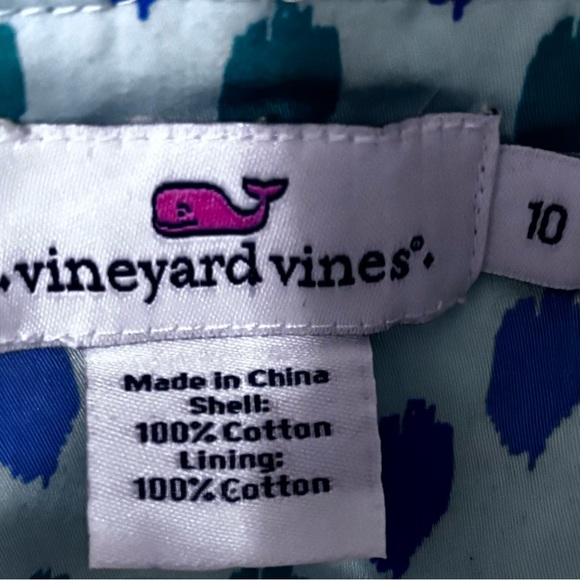 vineyard vines®
10
Made in China
Shell:
100% Cotton
Lining:
100% Cotton